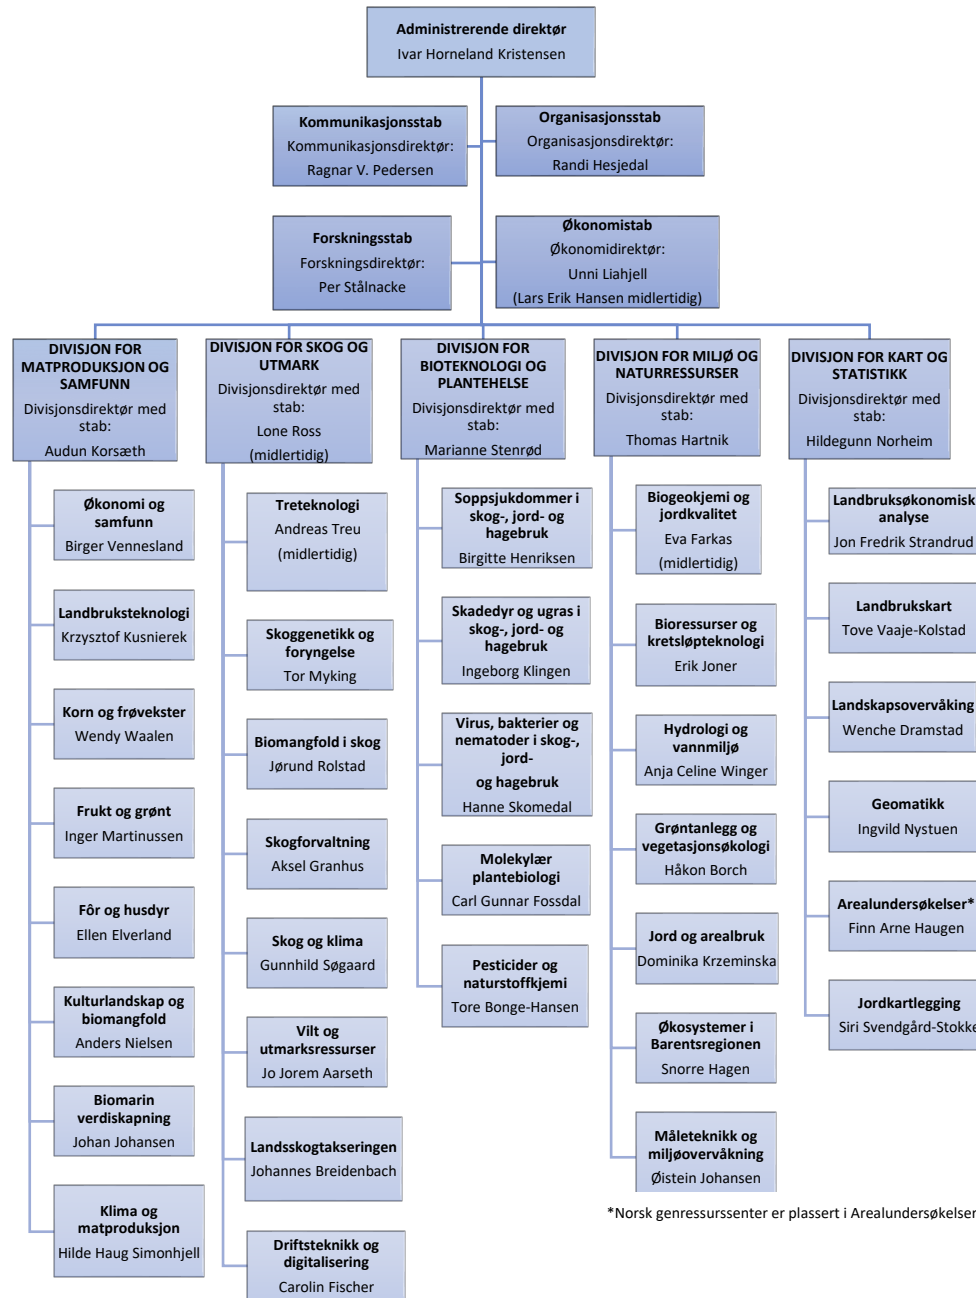 Administrerende direktør
Ivar Horneland Kristensen
Kommunikasjonsstab
Kommunikasjonsdirektør:
Ragnar V. Pedersen
Organisasjonsstab
Organisasjonsdirektør:
Randi Hesjedal
Forskningsstab
Forskningsdirektør:
Per Stålnacke
Økonomistab
Økonomidirektør:
Unni Liahjell
(Lars Erik Hansen midlertidig)
DIVISJON FOR
MATPRODUKSJON OG
SAMFUNN
Divisjonsdirektør med
stab:
Audun Korsæth
Økonomi og
samfunn
Birger Vennesland
Landbruksteknologi
Krzysztof Kusnierek
Korn og frøvekster
Wendy Waalen
Frukt og grønt
Inger Martinussen
Fôr og husdyr
Ellen Elverland
Kulturlandskap og
biomangfold
Anders Nielsen
Biomarin
verdiskapning
Johan Johansen
Klima og
matproduksjon
Hilde Haug Simonhjell
DIVISJON FOR SKOG OG
UTMARK
Divisjonsdirektør med
stab:
Lone Ross
(midlertidig)
Treteknologi
Andreas Treu
(midlertidig)
Skoggenetikk og
foryngelse
Tor Myking
Biomangfold i skog
Jørund Rolstad
Skogforvaltning
Aksel Granhus
Skog og klima
Gunnhild Søgaard
Vilt og
utmarksressurser
Jo Jorem Aarseth
Landsskogtakseringen
Johannes Breidenbach
Driftsteknikk og
digitalisering
Carolin Fischer
DIVISJON FOR
BIOTEKNOLOGI OG
PLANTEHELSE
Divisjonsdirektør med
stab:
Marianne Stenrød
Soppsjukdommer i
skog-, jord- og
hagebruk
Birgitte Henriksen
Skadedyr og ugras i
skog-, jord- og
hagebruk
Ingeborg Klingen
Virus, bakterier og
nematoder i skog-,
jord-
og hagebruk
Hanne Skomedal
Molekylær
plantebiologi
Carl Gunnar Fossdal
Pesticider og
naturstoffkjemi
Tore Bonge-Hansen
DIVISJON FOR MILJØ OG
NATURRESSURSER
Divisjonsdirektør med
stab:
Thomas Hartnik
Biogeokjemi og
jordkvalitet
Eva Farkas
(midlertidig)
Bioressurser og
kretsløpteknologi
Erik Joner
Hydrologi og
vannmiljø
Anja Celine Winger
Grøntanlegg og
vegetasjonsøkologi
Håkon Borch
Jord og arealbruk
Dominika Krzeminska
Økosystemer i
Barentsregionen
Snorre Hagen
Måleteknikk og
miljøovervåkning
Øistein Johansen
DIVISJON FOR KART OG
STATISTIKK
Divisjonsdirektør med
stab:
Hildegunn Norheim
Landbruksøkonomisk
analyse
Jon Fredrik Strandrud
Landbrukskart
Tove Vaaje-Kolstad
Landskapsovervåking
Wenche Dramstad
Geomatikk
Ingvild Nystuen
Arealundersøkelser*
Finn Arne Haugen
Jordkartlegging
Siri Svendgård-Stokke
*Norsk genressurssenter er plassert i Arealundersøkelser